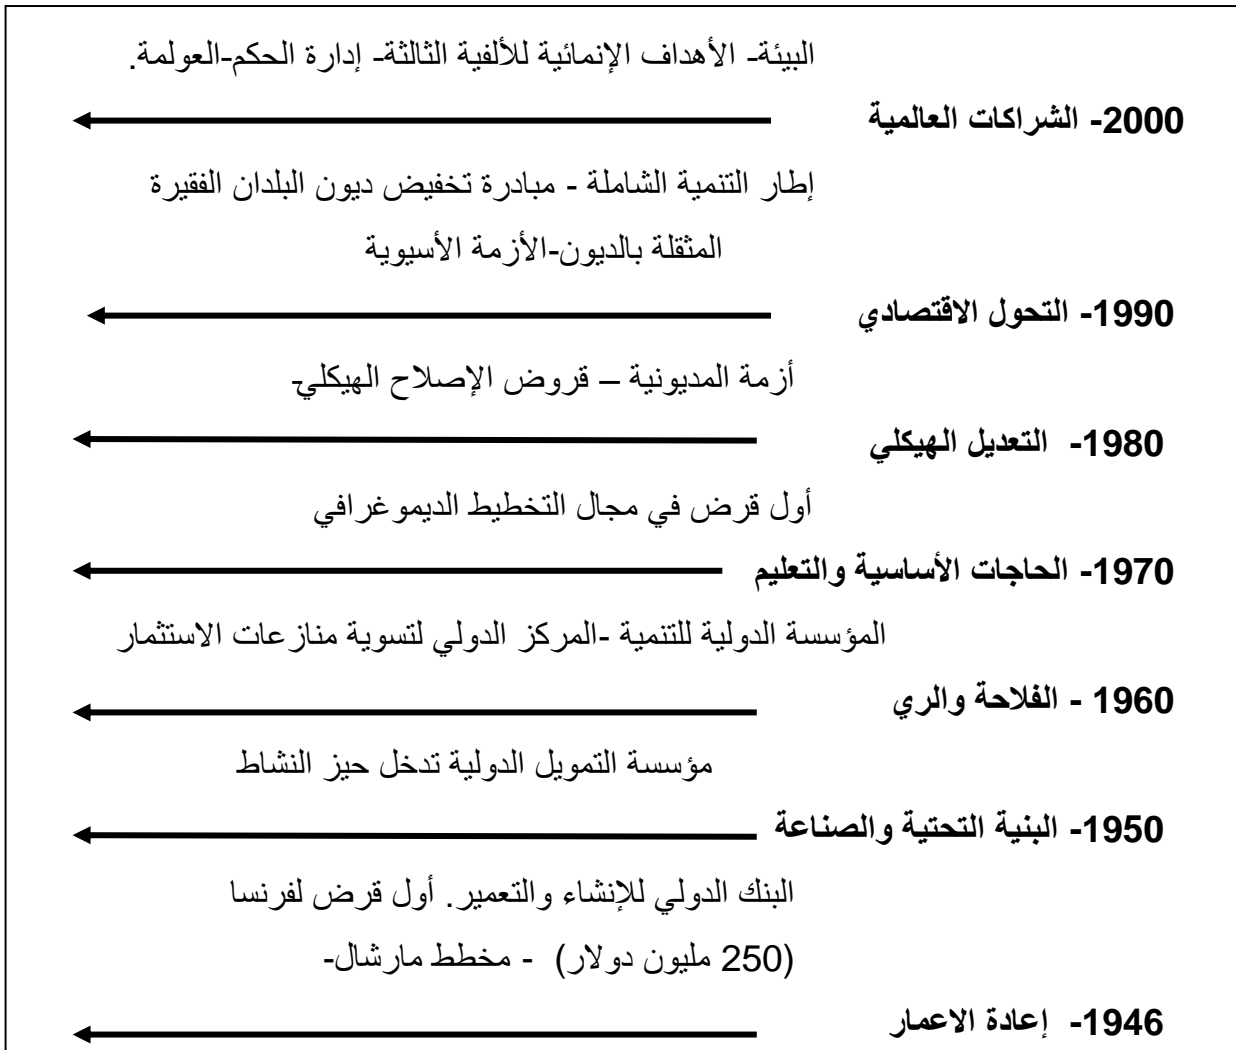 البيئة- الأهداف الإنمائية للألفية الثالثة- إدارة الحكم-العولمة.
2000- الشراكات العالمية
إطار التنمية الشاملة - مبادرة تخفيض ديون البلدان الفقيرة
المثقلة بالديون-الأزمة الأسيوية
1990- التحول الاقتصادي
أزمة المديونية – قروض الإصلاح الهيكلي-
1980- التعديل الهيكلي
أول قرض في مجال التخطيط الديموغرافي
1970- الحاجات الأساسية والتعليم
المؤسسة الدولية للتنمية -المركز الدولي لتسوية منازعات الاستثمار
1960 - الفلاحة والري
مؤسسة التمويل الدولية تدخل حيز النشاط
1950- البنية التحتية والصناعة
البنك الدولي للإنشاء والتعمير. أول قرض لفرنسا
(250 مليون دولار) - مخطط مارشال-
1946- إعادة الاعمار